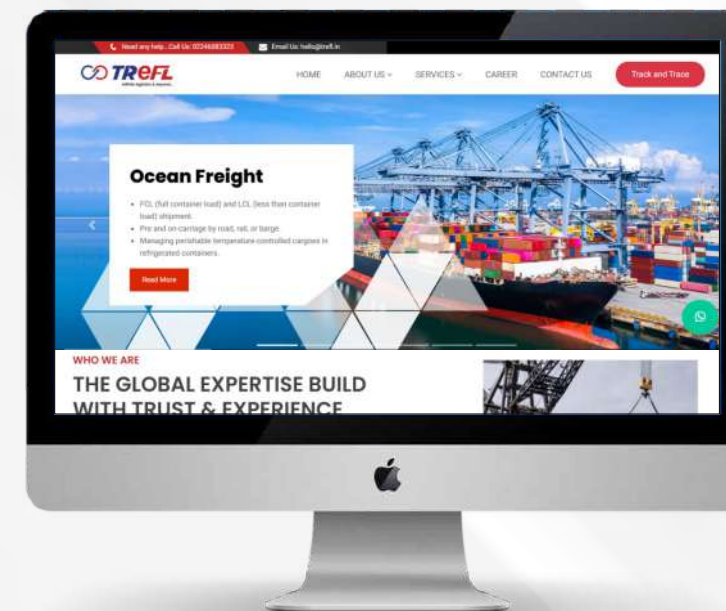 Need any help.. Call Us: 02246083323
Email Us: hello@trefl.in
TREFL
HOME
ABOUT US
SERVICES
CAREER
CONTACT US
Track and Trace
Ocean Freight
FCL (full container load) and LCL (less than container
load) shipment.
Pre and on-carriage by road, rail, or barge.
Managing perishable temperature-controlled cargoes in
refrigerated containers.
Read More
WHO WE ARE
THE GLOBAL EXPERTISE BUILD
WITH TRUST & EXPERIENCE